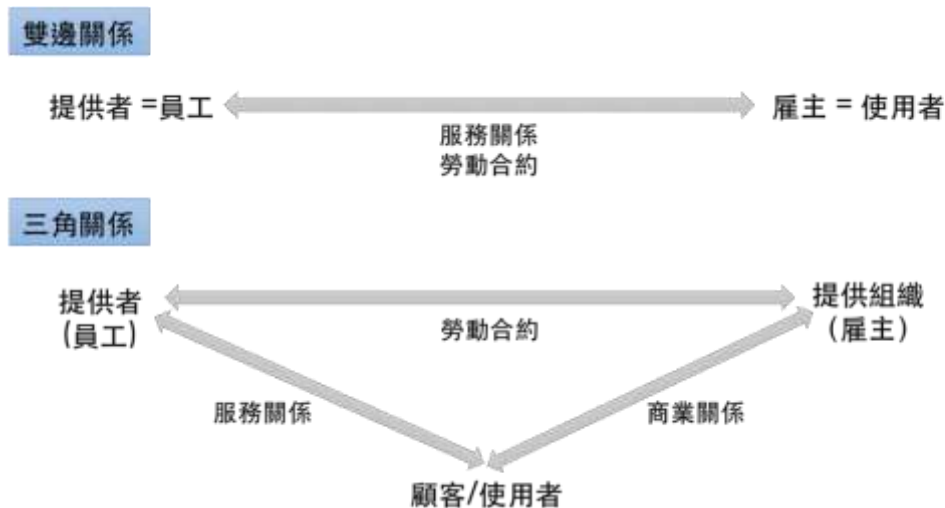 雙邊關係
提供者 =員工
雇主 = 使用者
服務關係
勞動合約
三角關係
提供者
(員工)
提供組織
(雇主)
勞動合約
服務關係
商業關係
顧客/使用者